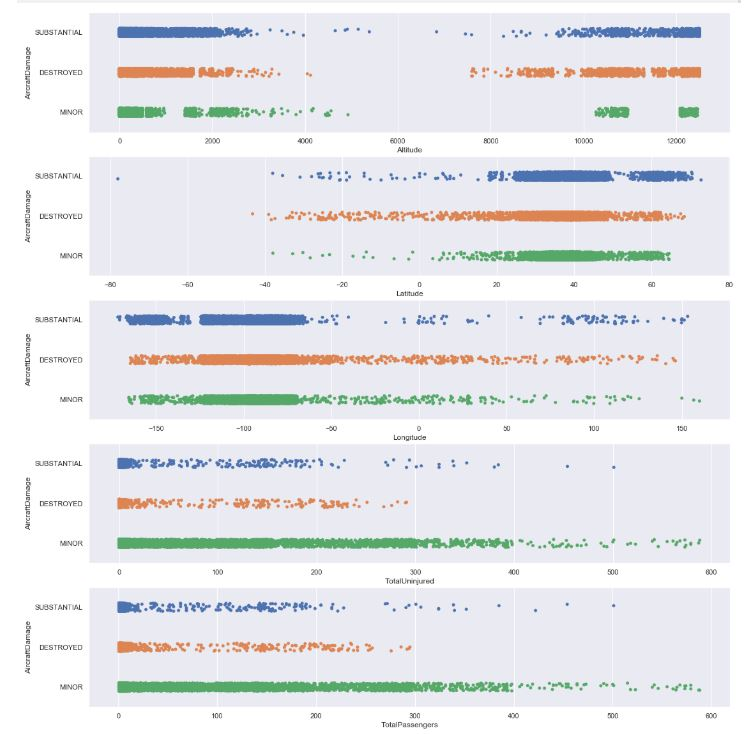 AircraftDamage
SUBSTANTIAL
DESTROYED
MINOR
0 2000 4000 6000 8000 10000 12000
Altitude
AircraftDamage
SUBSTANTIAL
DESTROYED
MINOR
−80 −60 −40 −20 0 20 40 60 80
Latitude
AircraftDamage
SUBSTANTIAL
DESTROYED
MINOR
−150 −100 −50 0 50 100 150
Longitude
AircraftDamage
SUBSTANTIAL
DESTROYED
MINOR
0 100 200 300 400 500 600
TotalUninjured
AircraftDamage
SUBSTANTIAL
DESTROYED
MINOR
0 100 200 300 400 500 600
TotalPassengers